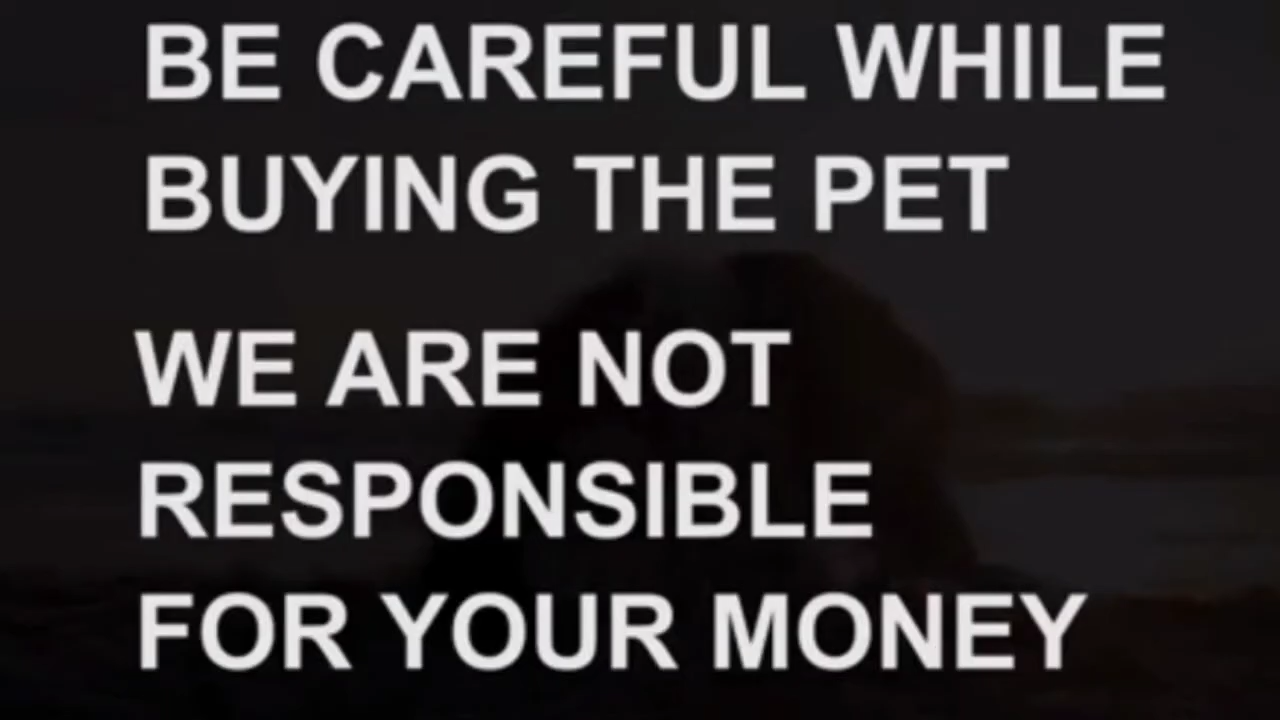 BE CAREFUL WHILE
BUYING THE PET
WE ARE NOT
RESPONSIBLE
FOR YOUR MONEY